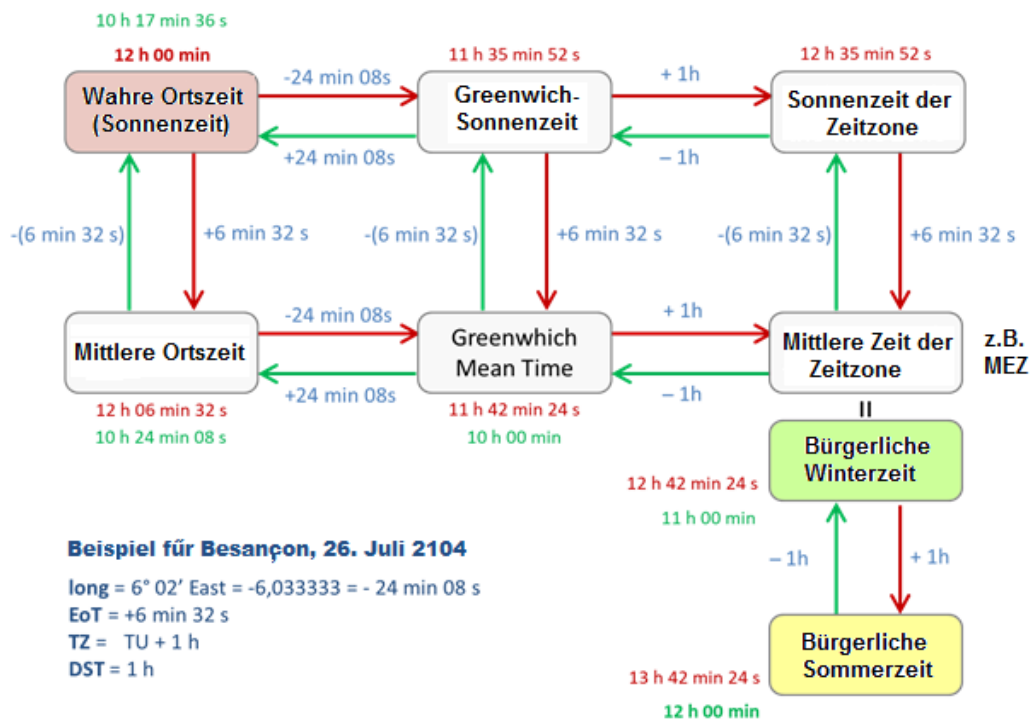 10 h 17 min 36 s
12 h 00 min
11 h 35 min 52 s
12 h 35 min 52 s
Wahre Ortszeit
(Sonnenzeit)
-24 min 08s
+24 min 08s
Greenwich-
Sonnenzeit
+ 1h
– 1h
Sonnenzeit der
Zeitzone
-(6 min 32 s)
+6 min 32 s
-(6 min 32 s)
+6 min 32 s
-(6 min 32 s)
+6 min 32 s
Mittlere Ortszeit
-24 min 08s
+24 min 08s
Greenwhich
Mean Time
+ 1h
– 1h
Mittlere Zeit der
Zeitzone
z.B.
MEZ
12 h 06 min 32 s
10 h 24 min 08 s
11 h 42 min 24 s
10 h 00 min
=
Bürgerliche
Winterzeit
12 h 42 min 24 s
11 h 00 min
– 1h
+ 1h
Bürgerliche
Sommerzeit
13 h 42 min 24 s
12 h 00 min
Beispiel für Besançon, 26. Juli 2104
long = 6° 02’ East = -6,033333 = - 24 min 08 s
EoT = +6 min 32 s
TZ = TU + 1 h
DST = 1 h